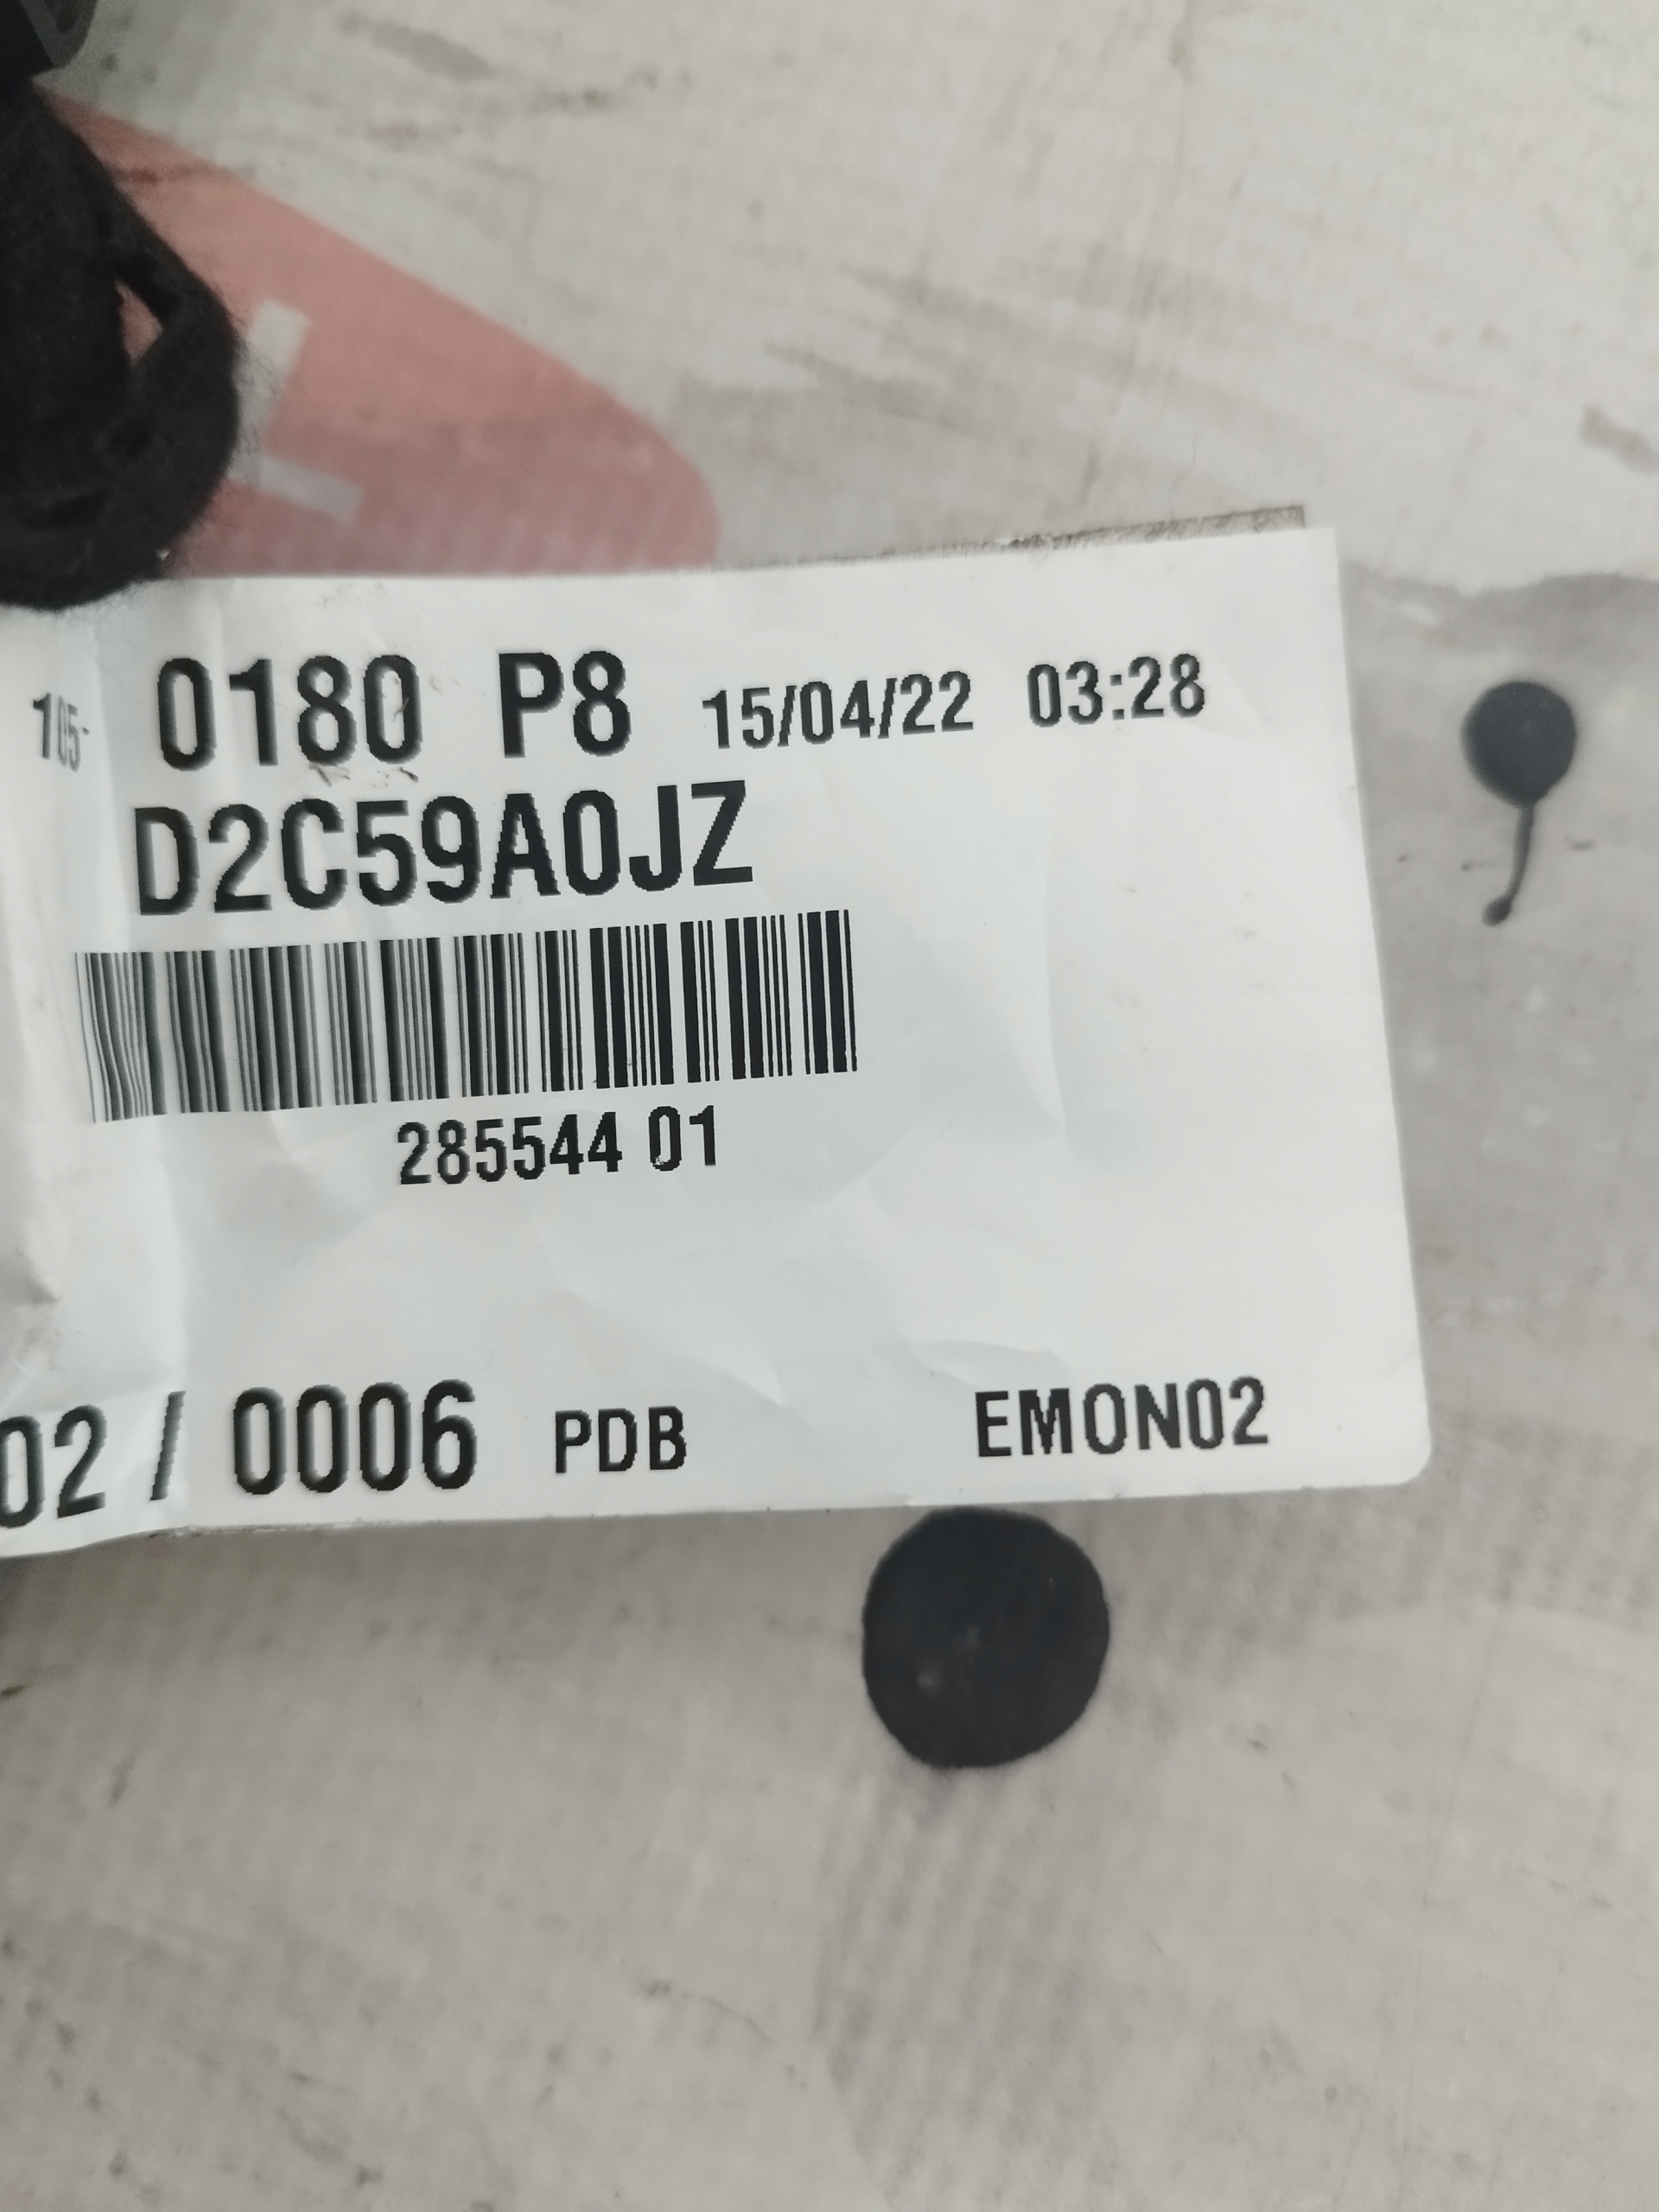 105- 0180 P8 15/04/22 03:28
D2C59A0JZ
285544 01
02 / 0006 PDB EMON02